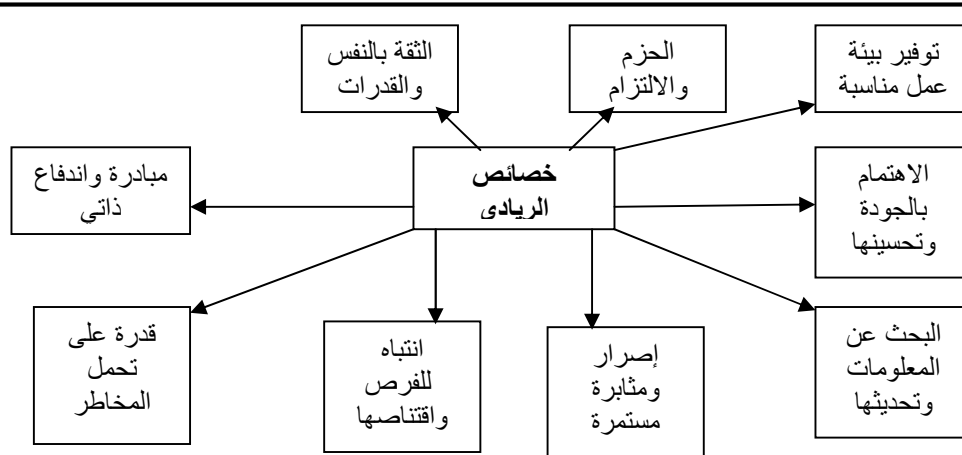 توفير بيئة
عمل مناسبة
الحزم
والالتزام
الثقة بالنفس
والقدرات
خصائص
الريادي
الاهتمام
بالجودة
وتحسينها
مبادرة واندفاع
ذاتي
البحث عن
المعلومات
وتحديثها
إصرار
ومثابرة
مستمرة
انتباه
للفرص
واقتناصها
قدرة على
تحمل
المخاطر